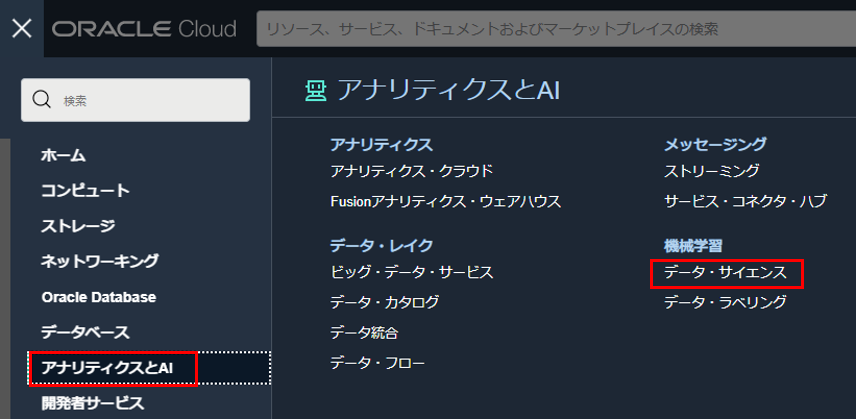 ORACLE Cloud
リソース、サービス、ドキュメントおよびマーケットプレイスの検索
検索
ホーム
コンピュート
ストレージ
ネットワーキング
Oracle Database
データベース
アナリティクスとAI
開発者サービス
アナリティクスとAI
アナリティクス
アナリティクス・クラウド
Fusionアナリティクス・ウェアハウス
データ・レイク
ビッグ・データ・サービス
データ・カタログ
データ統合
データ・フロー
メッセージング
ストリーミング
サービス・コネクタ・ハブ
機械学習
データ・サイエンス
データ・ラベリング